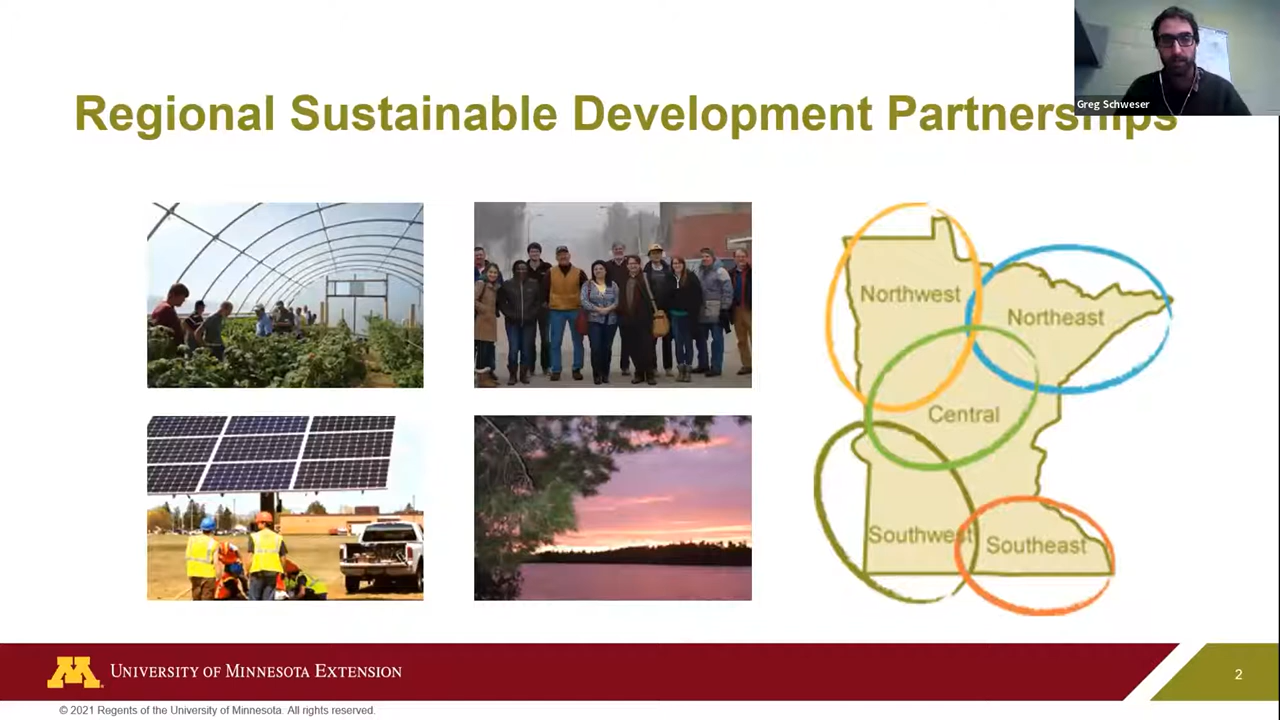 Greg Schweser
Regional Sustainable Development Partnerships
Northwest
Northeast
Central
Southwest
Southeast
M
UNIVERSITY OF MINNESOTA EXTENSION
2
© 2021 Regents of the University of Minnesota. All rights reserved.